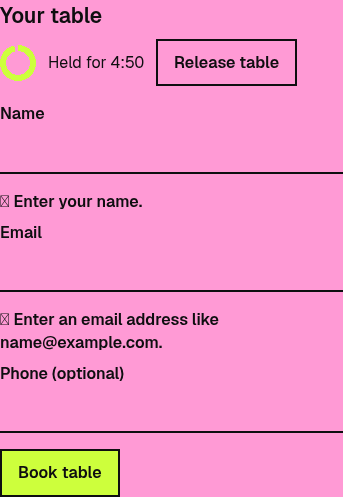 Your table
Held for 4:50
Release table
Name
Enter your name.
Email
Enter an email address like
name@example.com.
Phone (optional)
Book table